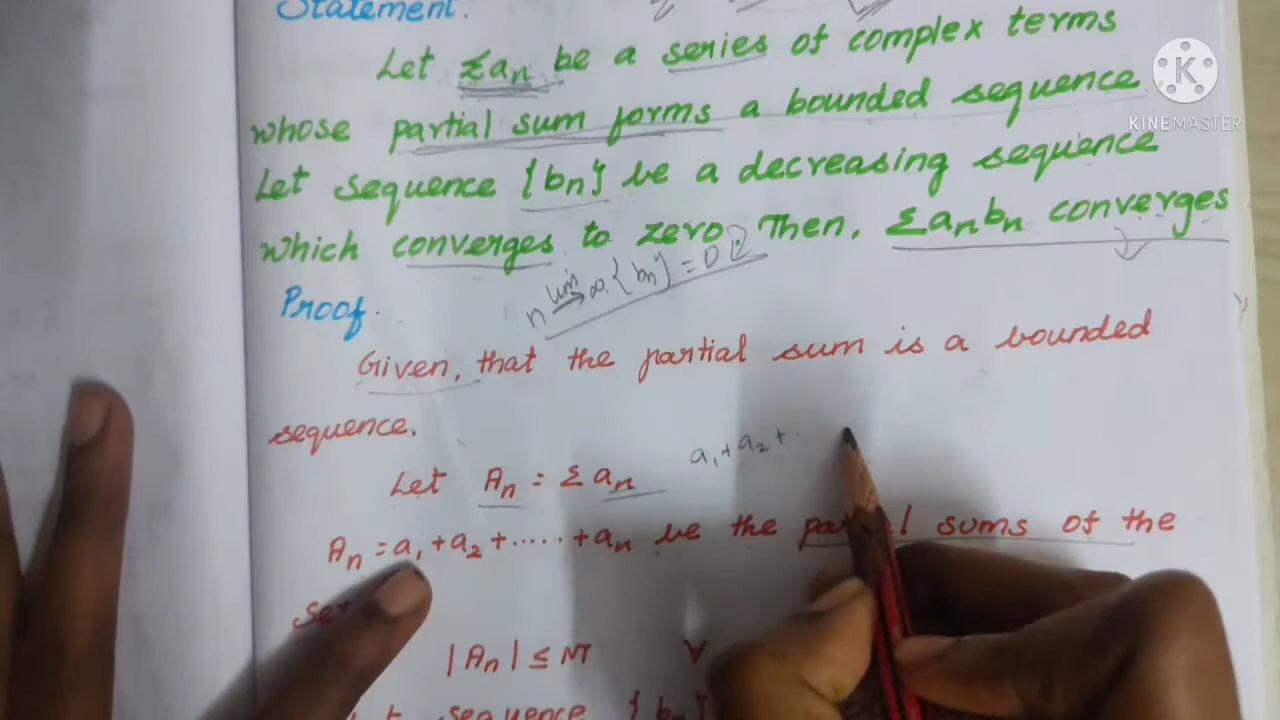 Statement.
Let Σan be a series of complex terms
whose partial sum forms a bounded sequence
Let sequence {bn} be a decreasing sequence
which converges to zero. Then, Σanbn converges
lim n→∞ {bn} = 0
Proof.
Given, that the partial sum is a bounded
sequence.
a1+a2+.
Let An = Σan
An = a1+a2+.....+an be the partial sums of the
|An| ≤ M ∀
sequence {bn}
K
KINEMASTER